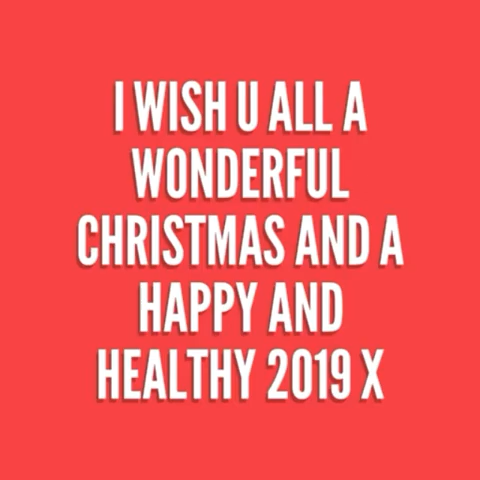 I WISH U ALL A
WONDERFUL
CHRISTMAS AND A
HAPPY AND
HEALTHY 2019 X